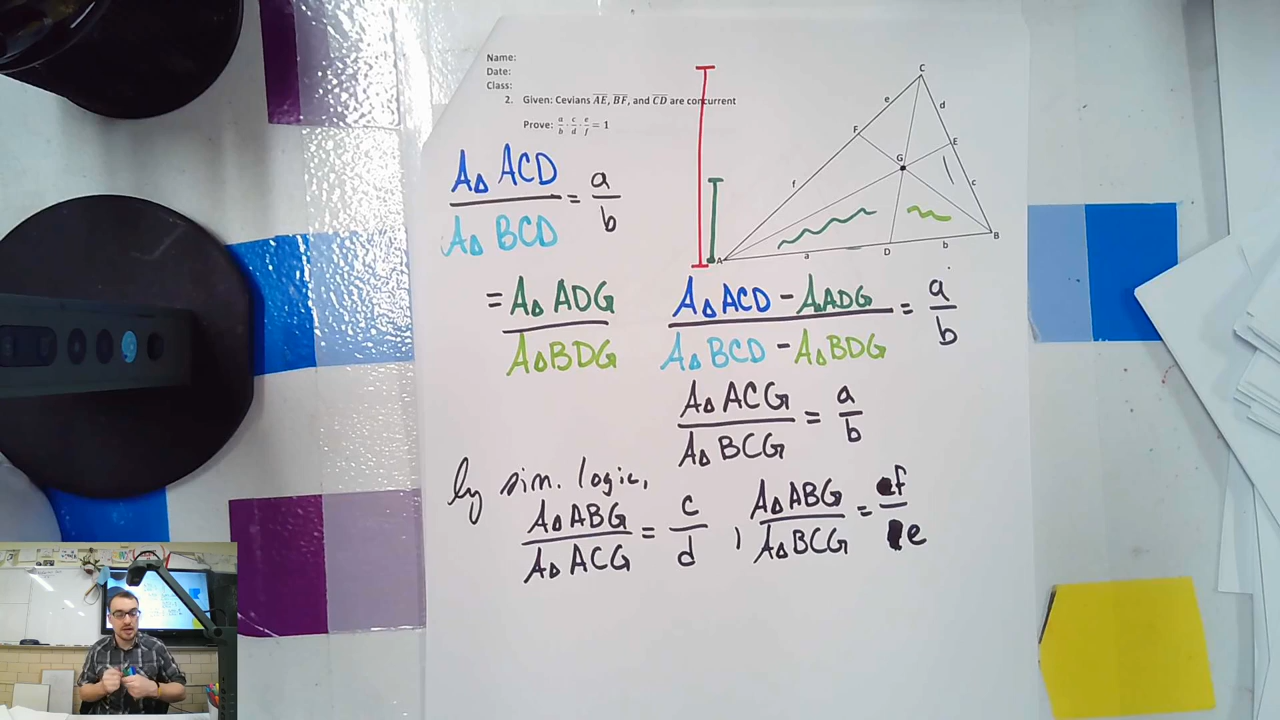 Name:
Date:
Class:
2. Given: Cevians AE, BF, and CD are concurrent
Prove: a/b · c/d · e/f = 1
C
e
d
F
E
G
f
c
B
A
a
D
b
A△ ACD / A△ BCD = a/b
= A△ ADG / A△BDG
A△ ACD - A△ADG / A△ BCD - A△BDG = a/b
A△ ACG / A△ BCG = a/b
by sim. logic,
A△ABG / A△ ACG = c/d , A△ABG / A△BCG = f/e